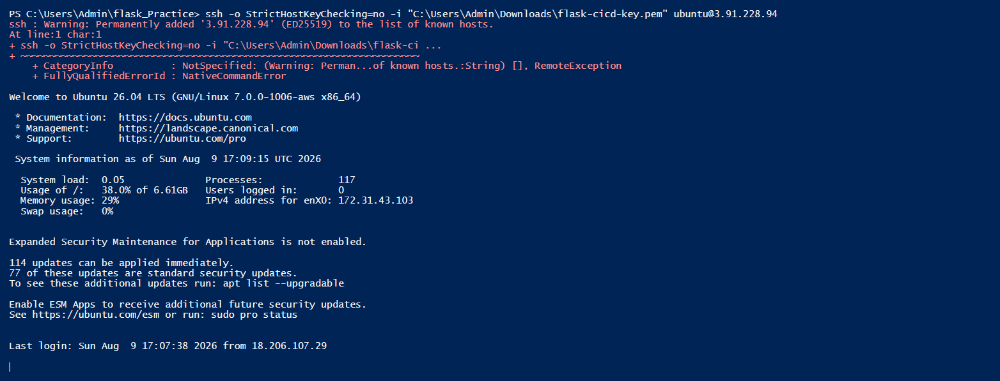 PS C:\Users\Admin\flask_Practice> ssh -o StrictHostKeyChecking=no -i "C:\Users\Admin\Downloads\flask-cicd-key.pem" ubuntu@3.91.228.94
ssh : Warning: Permanently added '3.91.228.94' (ED25519) to the list of known hosts.
At line:1 char:1
+ ssh -o StrictHostKeyChecking=no -i "C:\Users\Admin\Downloads\flask-ci ...
+ ~~~~~~~~~~~~~~~~~~~~~~~~~~~~~~~~~~~~~~~~~~~~~~~~~~~~~~~~~~~~~~~~~~~~~
    + CategoryInfo          : NotSpecified: (Warning: Perman...of known hosts.:String) [], RemoteException
    + FullyQualifiedErrorId : NativeCommandError
Welcome to Ubuntu 26.04 LTS (GNU/Linux 7.0.0-1006-aws x86_64)
 * Documentation:  https://docs.ubuntu.com
 * Management:     https://landscape.canonical.com
 * Support:        https://ubuntu.com/pro
 System information as of Sun Aug  9 17:09:15 UTC 2026
  System load:  0.05              Processes:             117
  Usage of /:   38.0% of 6.61GB   Users logged in:       0
  Memory usage: 29%               IPv4 address for enX0: 172.31.43.103
  Swap usage:   0%
Expanded Security Maintenance for Applications is not enabled.
114 updates can be applied immediately.
77 of these updates are standard security updates.
To see these additional updates run: apt list --upgradable
Enable ESM Apps to receive additional future security updates.
See https://ubuntu.com/esm or run: sudo pro status
Last login: Sun Aug  9 17:07:38 2026 from 18.206.107.29